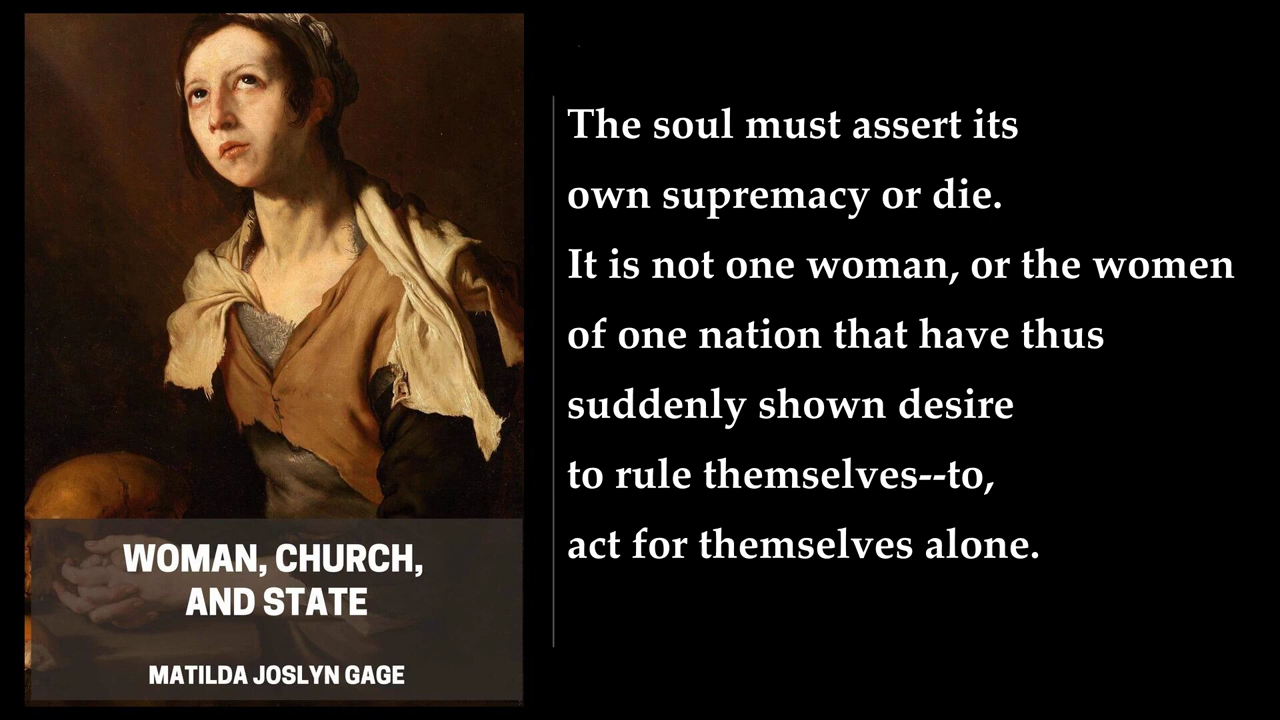 The soul must assert its
own supremacy or die.
It is not one woman, or the women
of one nation that have thus
suddenly shown desire
to rule themselves--to,
act for themselves alone.
WOMAN, CHURCH,
AND STATE
MATILDA JOSLYN GAGE